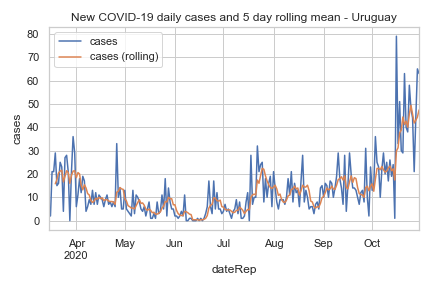 New COVID-19 daily cases and 5 day rolling mean - Uruguay
80
70
60
50
40
30
20
10
0
cases
cases
cases (rolling)
Apr
2020
May
Jun
Jul
Aug
Sep
Oct
dateRep